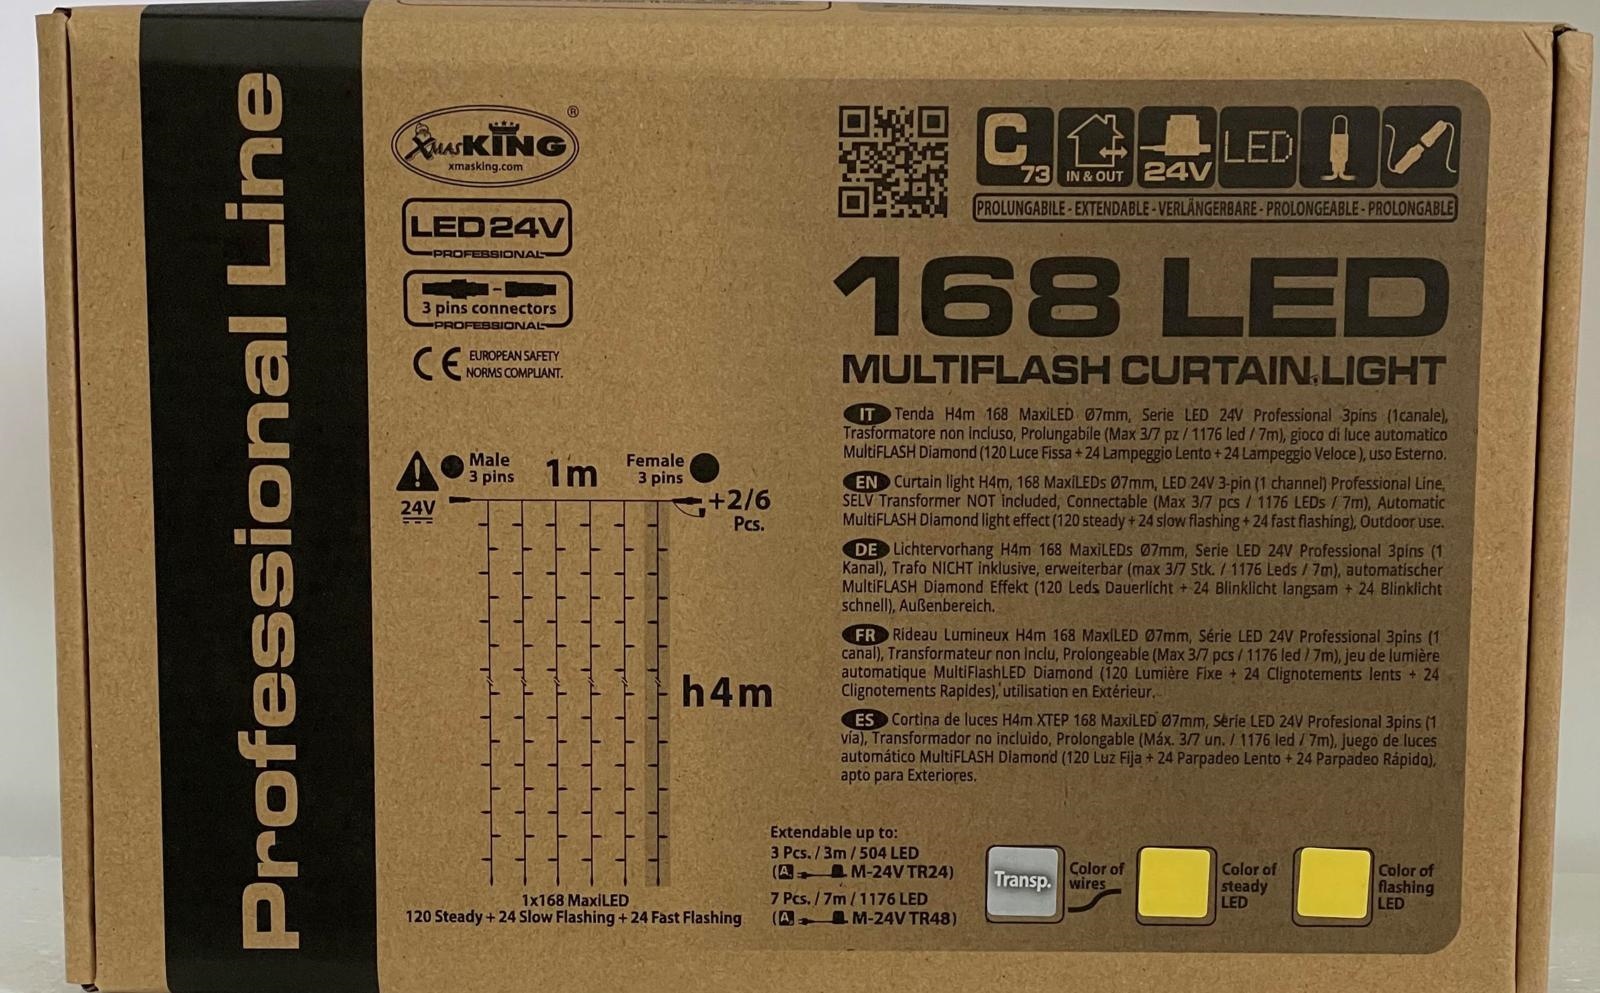 Professional Line
XMASKING ®
xmasking.com
LED 24V
PROFESSIONAL
3 pins connectors
PROFESSIONAL
CE EUROPEAN SAFETY
NORMS COMPLIANT.
C 73
IN & OUT
24V
LED
PROLUNGABILE - EXTENDABLE - VERLÄNGERBARE - PROLONGEABLE - PROLONGABLE
168 LED
MULTIFLASH CURTAIN LIGHT
IT Tenda H4m 168 MaxiLED Ø7mm, Serie LED 24V Professional 3pins (1canale),
Trasformatore non incluso, Prolungabile (Max 3/7 pz / 1176 led / 7m), gioco di luce automatico
MultiFLASH Diamond (120 Luce Fissa + 24 Lampeggio Lento + 24 Lampeggio Veloce ), uso Esterno.
EN Curtain light H4m, 168 MaxiLEDs Ø7mm, LED 24V 3-pin (1 channel) Professional Line,
SELV Transformer NOT included, Connectable (Max 3/7 pcs / 1176 LEDs / 7m), Automatic
MultiFLASH Diamond light effect (120 steady + 24 slow flashing + 24 fast flashing), Outdoor use.
DE Lichtervorhang H4m 168 MaxiLEDs Ø7mm, Serie LED 24V Professional 3pins (1
Kanal), Trafo NICHT inklusive, erweiterbar (max 3/7 Stk. / 1176 Leds / 7m), automatischer
MultiFLASH Diamond Effekt (120 Leds Dauerlicht + 24 Blinklicht langsam + 24 Blinklicht
schnell), Außenbereich.
FR Rideau Lumineux H4m 168 MaxiLED Ø7mm, Série LED 24V Professional 3pins (1
canal), Transformateur non inclu, Prolongeable (Max 3/7 pcs / 1176 led / 7m), jeu de lumière
automatique MultiFlashLED Diamond (120 Lumière Fixe + 24 Clignotements lents + 24
Clignotements Rapides), utilisation en Extérieur.
ES Cortina de luces H4m XTEP 168 MaxiLED Ø7mm, Serie LED 24V Profesional 3pins (1
vía), Transformador no incluido, Prolongable (Máx. 3/7 un. / 1176 led / 7m), juego de luces
automático MultiFLASH Diamond (120 Luz Fija + 24 Parpadeo Lento + 24 Parpadeo Rápido),
apto para Exteriores.
24V
Male
3 pins
1m
Female
3 pins
+2/6
Pcs.
h4m
1x168 MaxiLED
120 Steady + 24 Slow Flashing + 24 Fast Flashing
Extendable up to:
3 Pcs. / 3m / 504 LED
(A M-24V TR24)
7 Pcs. / 7m / 1176 LED
(A M-24V TR48)
Transp.
Color of
wires
Color of
steady
LED
Color of
flashing
LED